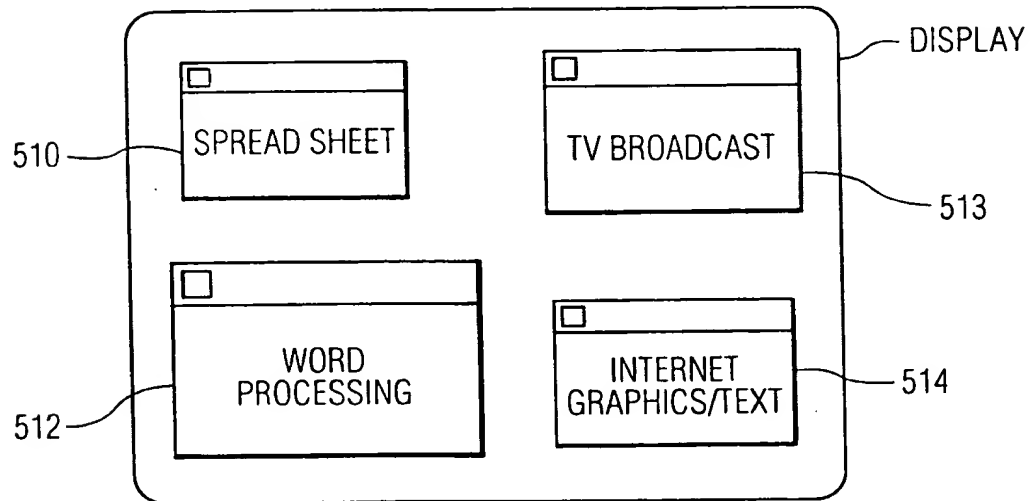 DISPLAY
SPREAD SHEET
TV BROADCAST
510
513
WORD
PROCESSING
INTERNET
GRAPHICS/TEXT
514
512